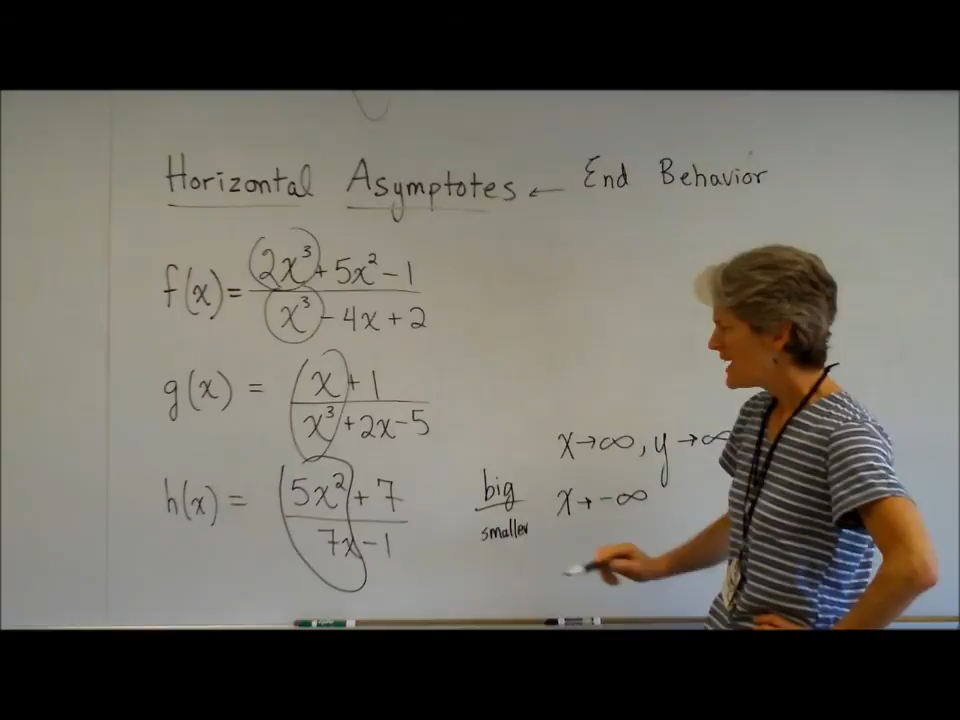 Horizontal Asymptotes ← End Behavior
f(x) = (2x³ + 5x² - 1)/(x³ - 4x + 2)
g(x) = (x + 1)/(x³ + 2x - 5)
h(x) = (5x² + 7)/(7x - 1)
big/smaller
x → ∞, y → ∞
x → -∞